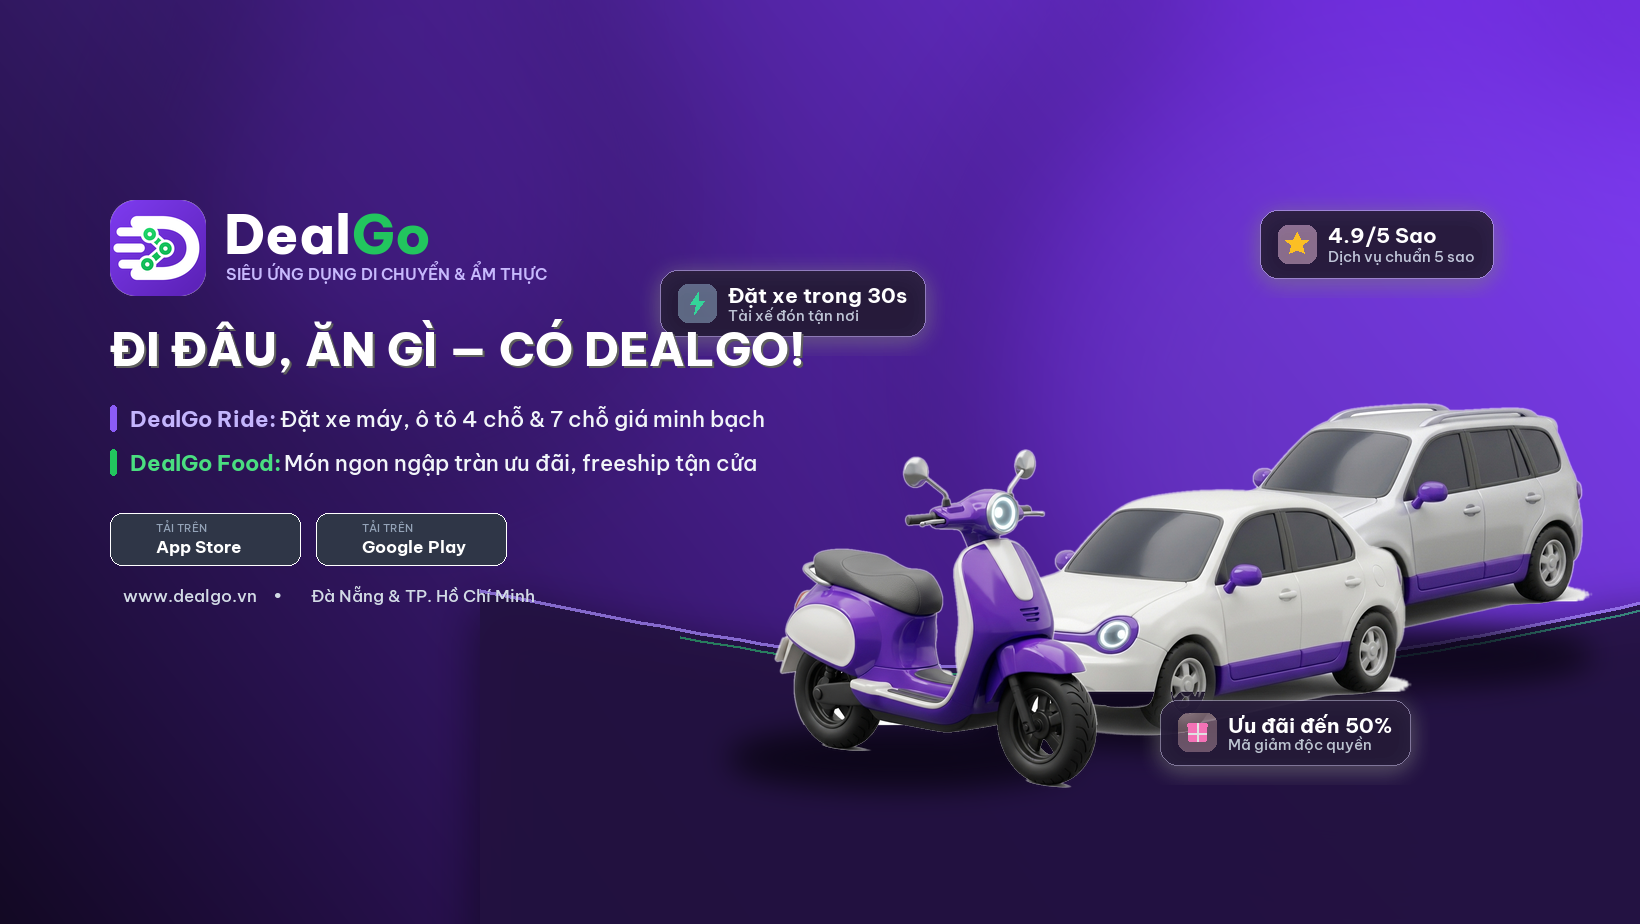 DealGo
SIÊU ỨNG DỤNG DI CHUYỂN & ẨM THỰC
4.9/5 Sao
Dịch vụ chuẩn 5 sao
Đặt xe trong 30s
Tài xế đón tận nơi
ĐI ĐÂU, ĂN GÌ – CÓ DEALGO!
DealGo Ride: Đặt xe máy, ô tô 4 chỗ & 7 chỗ giá minh bạch
DealGo Food: Món ngon ngập tràn ưu đãi, freeship tận cửa
TẢI TRÊN
App Store
TẢI TRÊN
Google Play
www.dealgo.vn • Đà Nẵng & TP. Hồ Chí Minh
Ưu đãi đến 50%
Mã giảm độc quyền